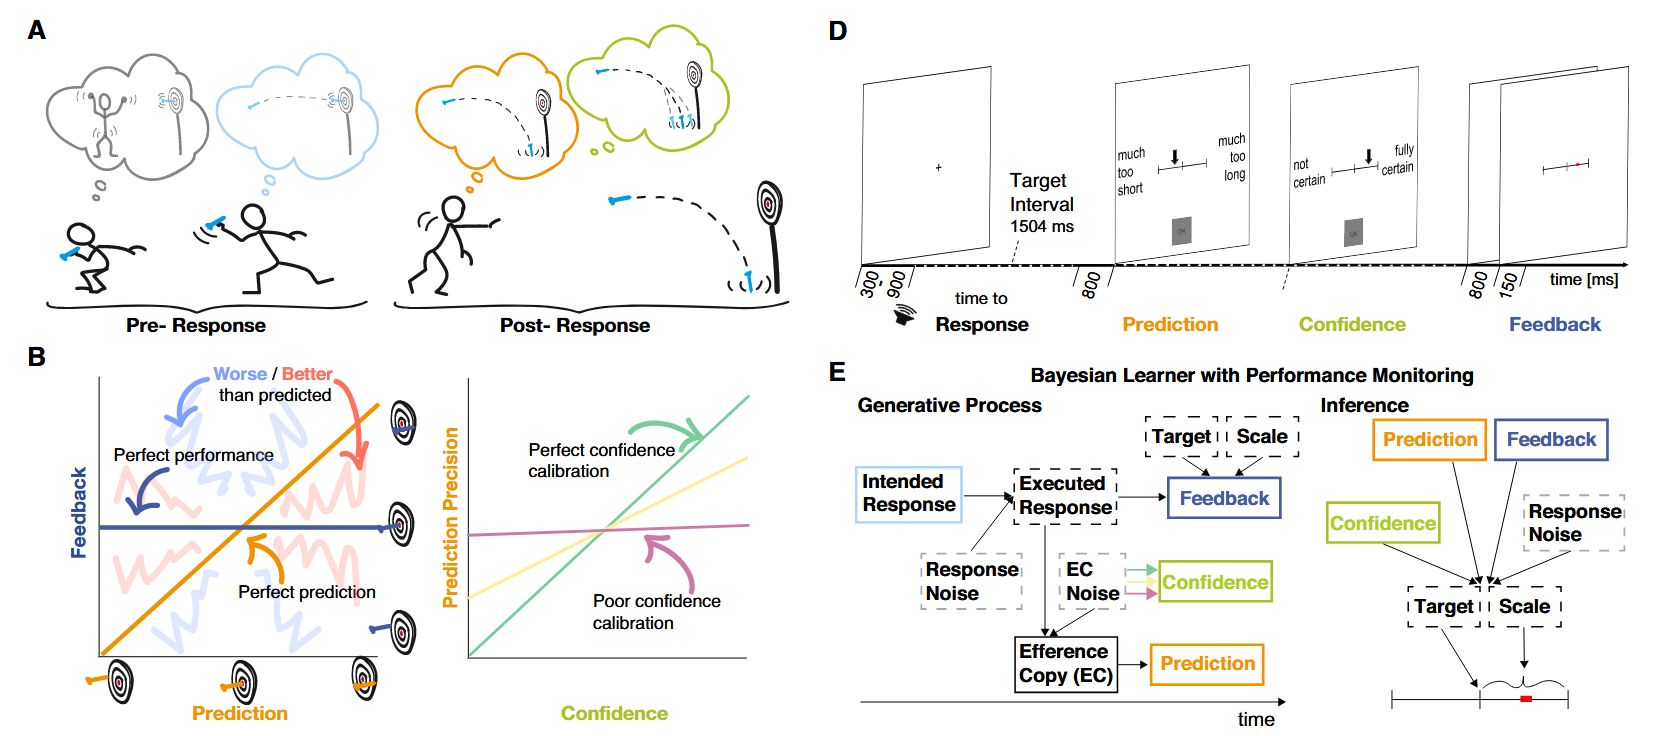 A
Pre- Response
Post- Response
B
Worse / Better
than predicted
Perfect performance
Feedback
Perfect prediction
Prediction
Prediction Precision
Perfect confidence
calibration
Poor confidence
calibration
Confidence
D
much
too
short
much
too
long
OK
not
certain
fully
certain
OK
Target
Interval
1504 ms
300
900
800
800
150
time [ms]
time to
Response
Prediction
Confidence
Feedback
E
Bayesian Learner with Performance Monitoring
Generative Process
Intended
Response
Executed
Response
Target
Scale
Feedback
Response
Noise
EC
Noise
Confidence
Efference
Copy (EC)
Prediction
time
Inference
Prediction
Feedback
Confidence
Response
Noise
Target
Scale